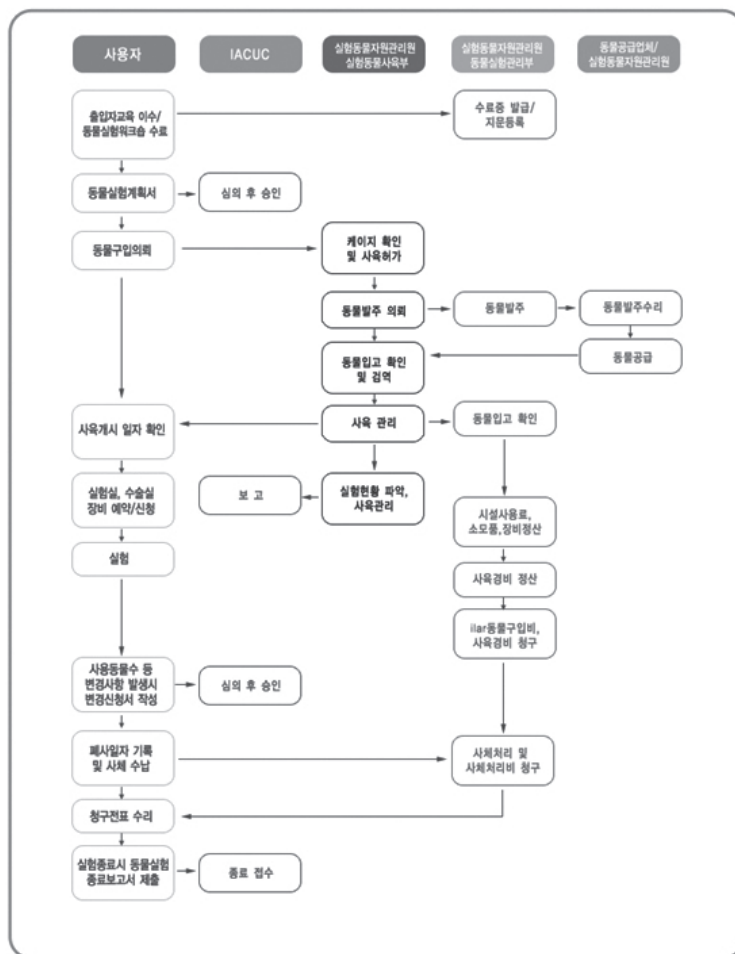 사용자
IACUC
실험동물자원관리원
실험동물사육부
실험동물자원관리원
동물실험관리부
동물공급업체/
실험동물자원관리원
출입자교육 이수/
동물실험워크숍 수료
수료증 발급/
지문등록
동물실험계획서
심의 후 승인
동물구입의뢰
케이지 확인
및 사육허가
동물발주 의뢰
동물발주
동물발주수리
동물입고 확인
및 검역
동물공급
사육개시 일자 확인
사육 관리
동물입고 확인
실험실, 수술실
장비 예약/신청
보 고
실험현황 파악,
사육관리
시설사용료,
소모품,장비정산
실험
사육경비 정산
ilar동물구입비,
사육경비 청구
사용동물수 등
변경사항 발생시
변경신청서 작성
심의 후 승인
폐사일자 기록
및 사체 수납
사체처리 및
사체처리비 청구
청구전표 수리
실험종료시 동물실험
종료보고서 제출
종료 접수